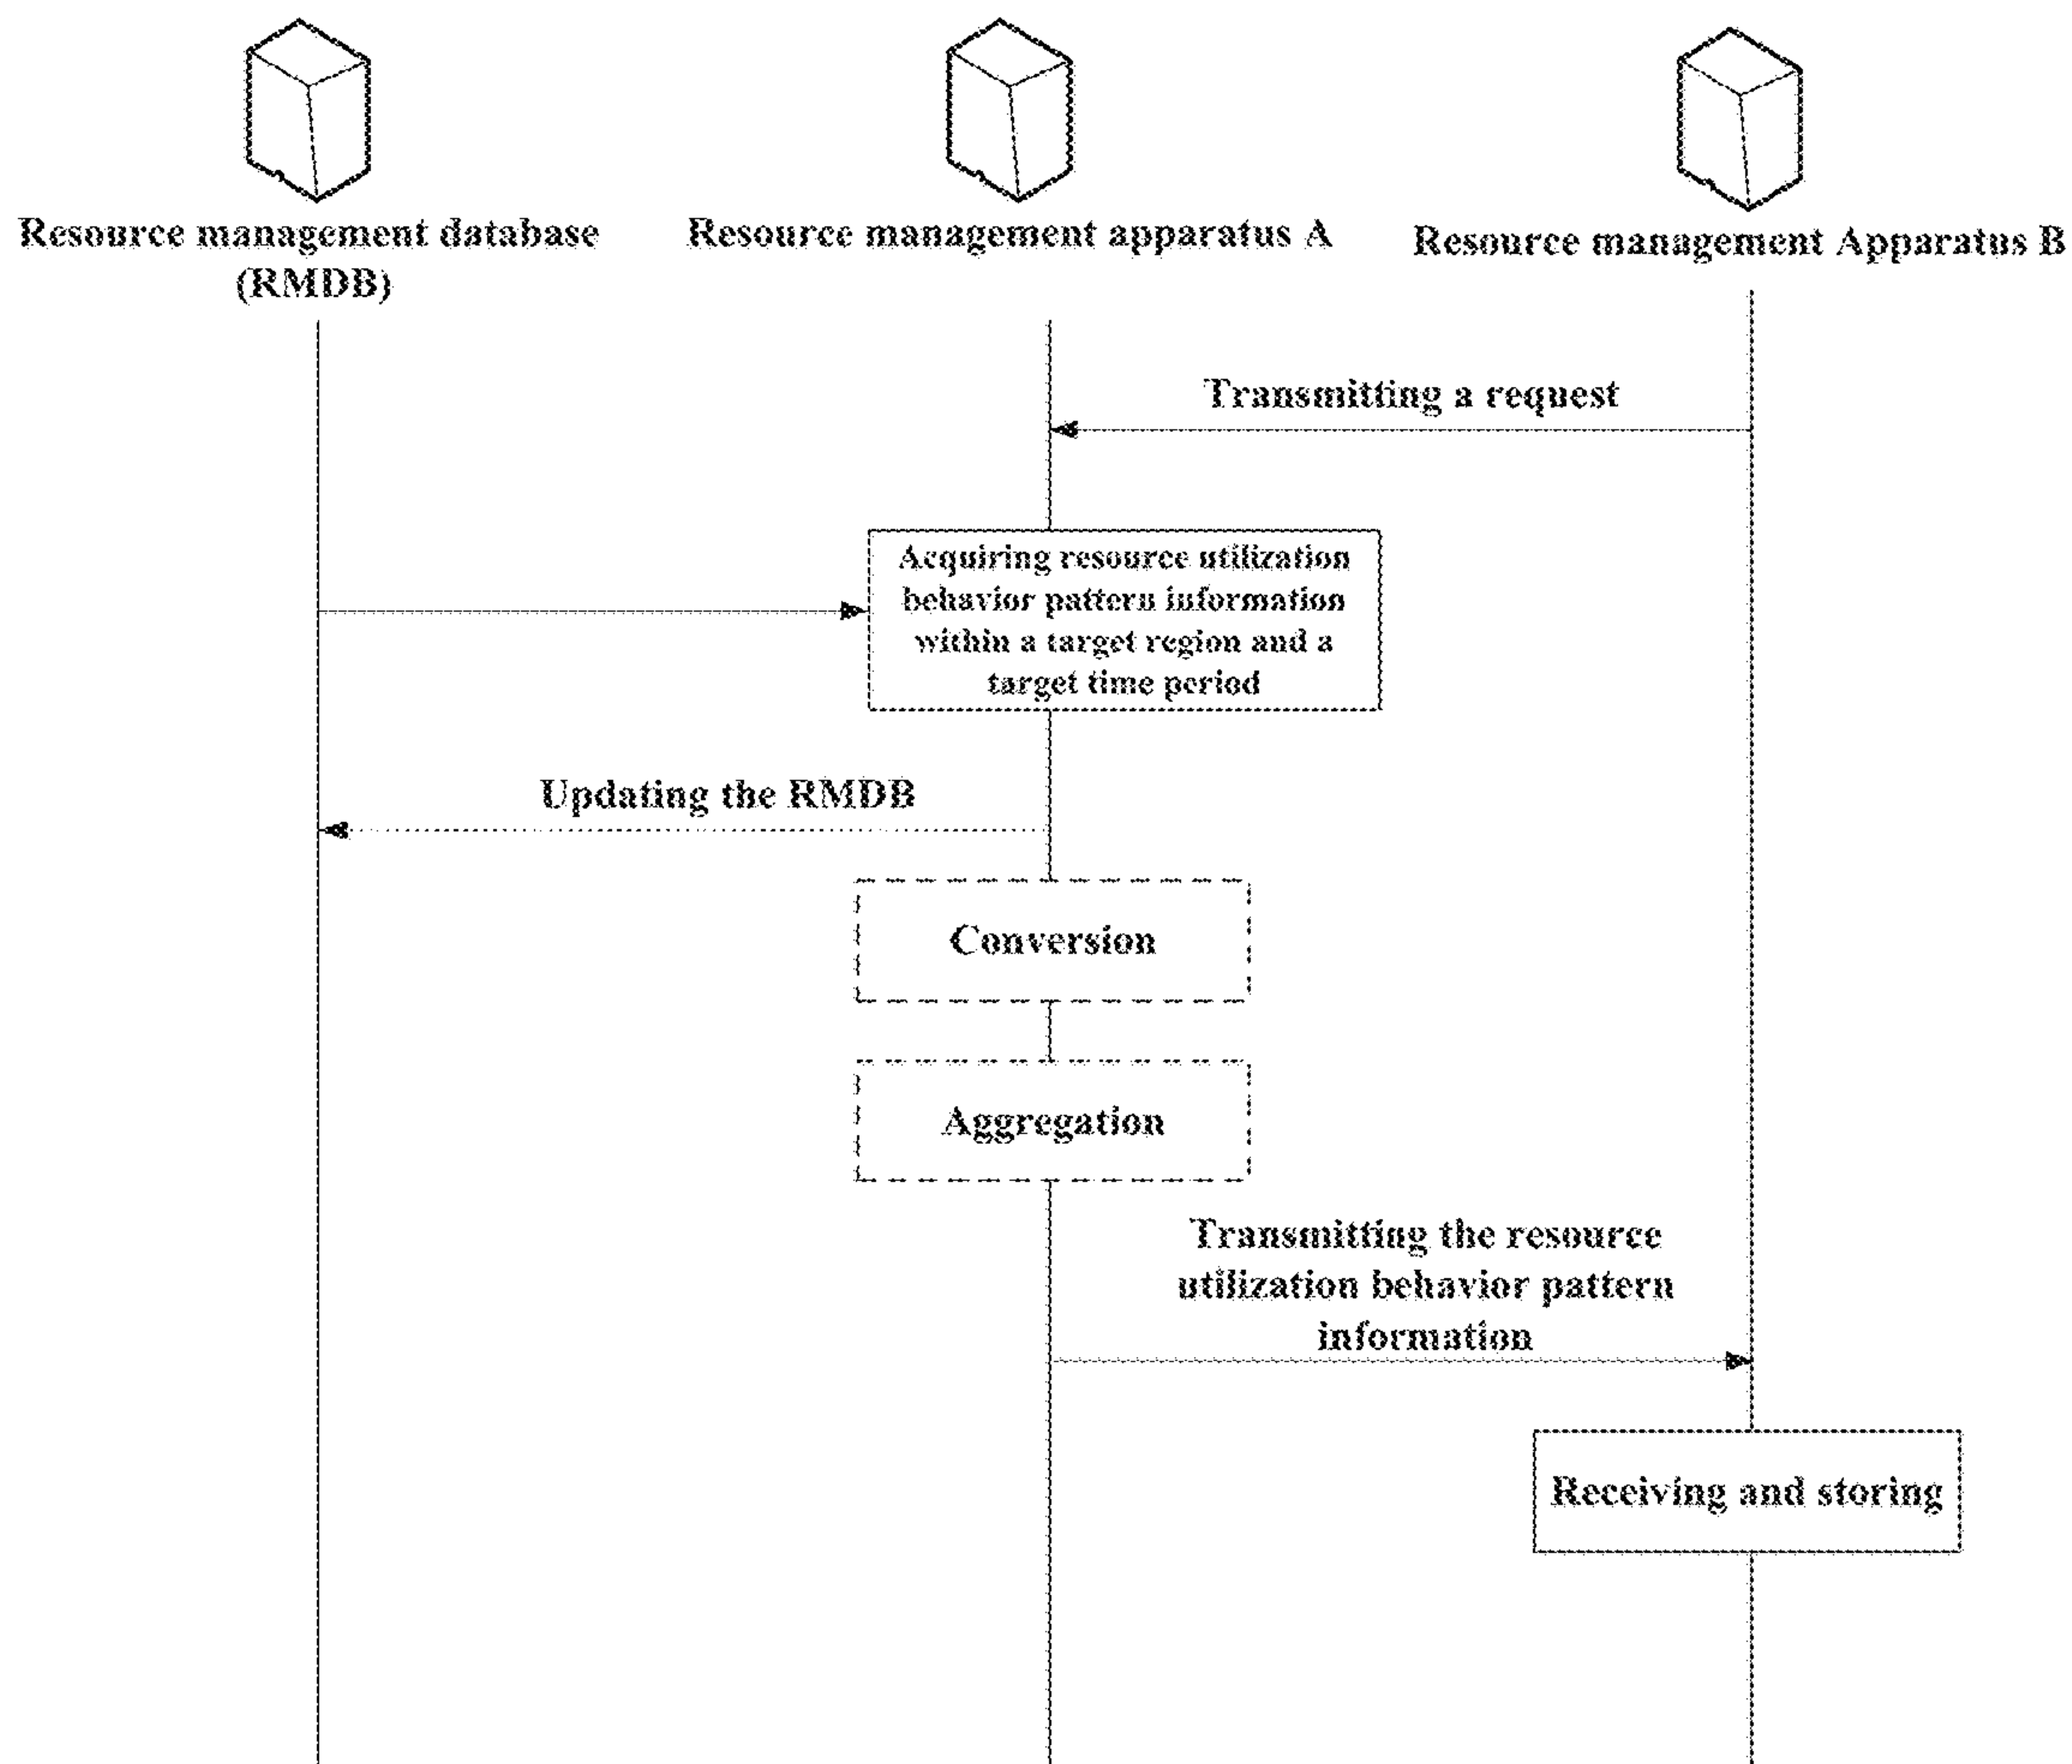 Resource management database
(RMDB)
Resource management apparatus A
Resource management Apparatus B
Transmitting a request
Acquiring resource utilization
behavior pattern information
within a target region and a
target time period
Updating the RMDB
Conversion
Aggregation
Transmitting the resource
utilization behavior pattern
information
Receiving and storing